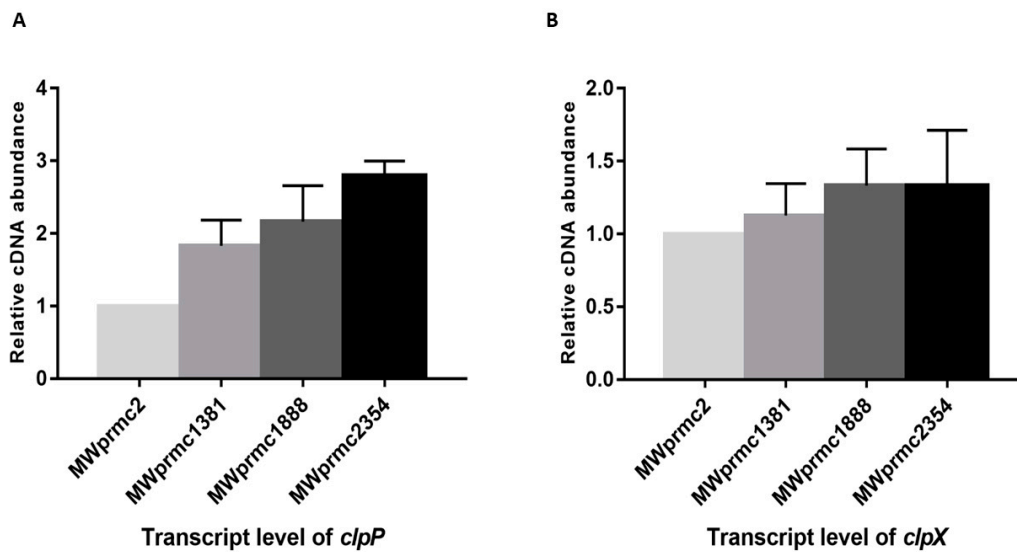 A
Relative cDNA abundance
4
3
2
1
0
MWprmc2
MWprmc1381
MWprmc1888
MWprmc2354
Transcript level of clpP
B
Relative cDNA abundance
2.0
1.5
1.0
0.5
0.0
MWprmc2
MWprmc1381
MWprmc1888
MWprmc2354
Transcript level of clpX